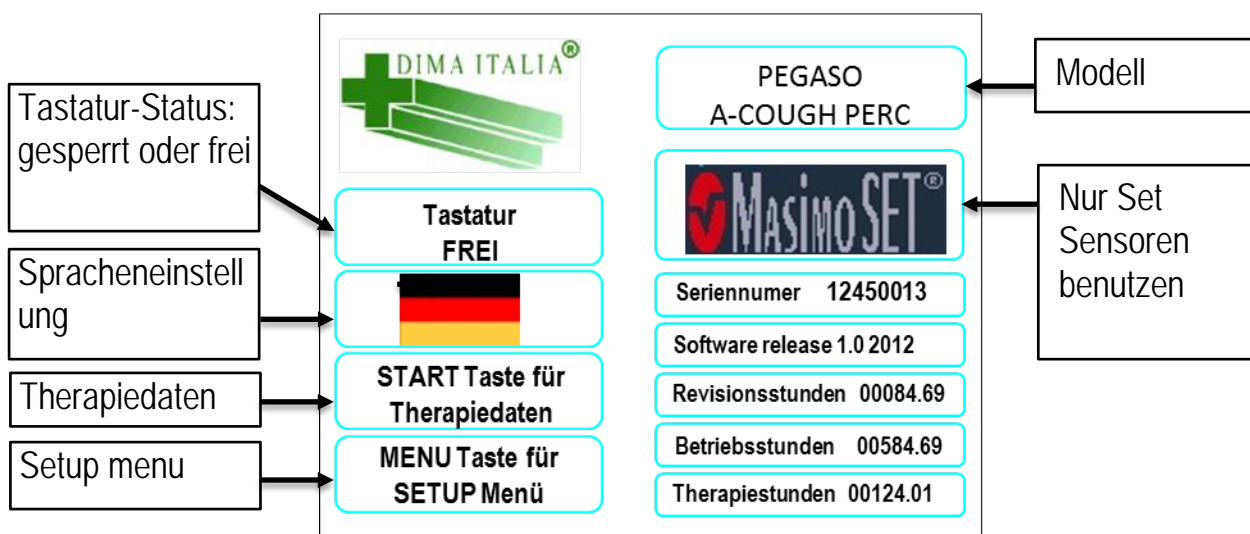 Tastatur-Status:
gesperrt oder frei
Spracheneinstell
ung
Therapiedaten
Setup menu
DIMA ITALIA®
Tastatur
FREI
START Taste für
Therapiedaten
MENU Taste für
SETUP Menü
PEGASO
A-COUGH PERC
MASIMO SET®
Seriennumer 12450013
Software release 1.0 2012
Revisionsstunden 00084.69
Betriebsstunden 00584.69
Therapiestunden 00124.01
Modell
Nur Set
Sensoren
benutzen